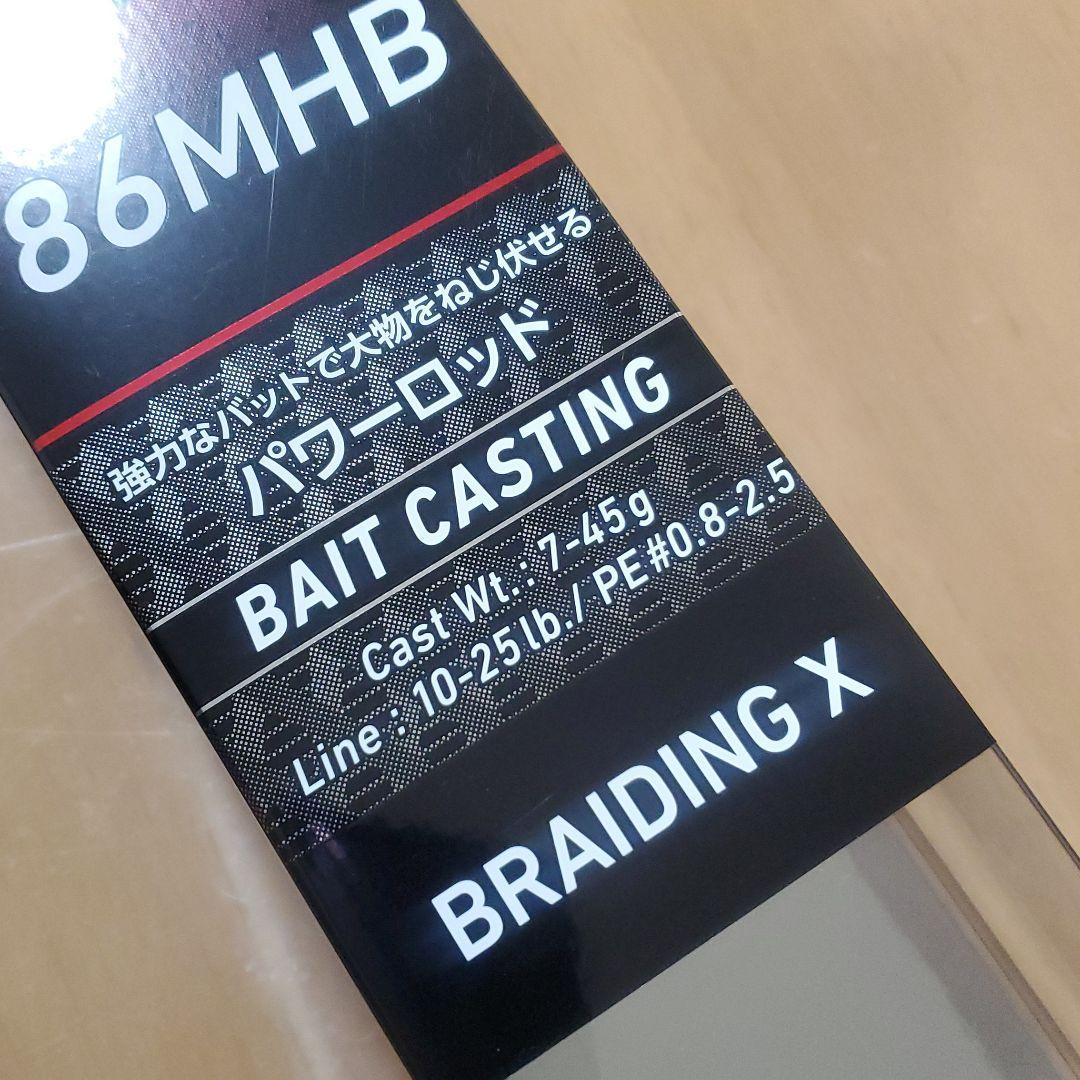 86MHB
強力なバットで大物をねじ伏せる
パワーロッド
BAIT CASTING
Cast Wt.: 7-45g
Line: 10-25lb./PE#0.8-2.5
BRAIDING X